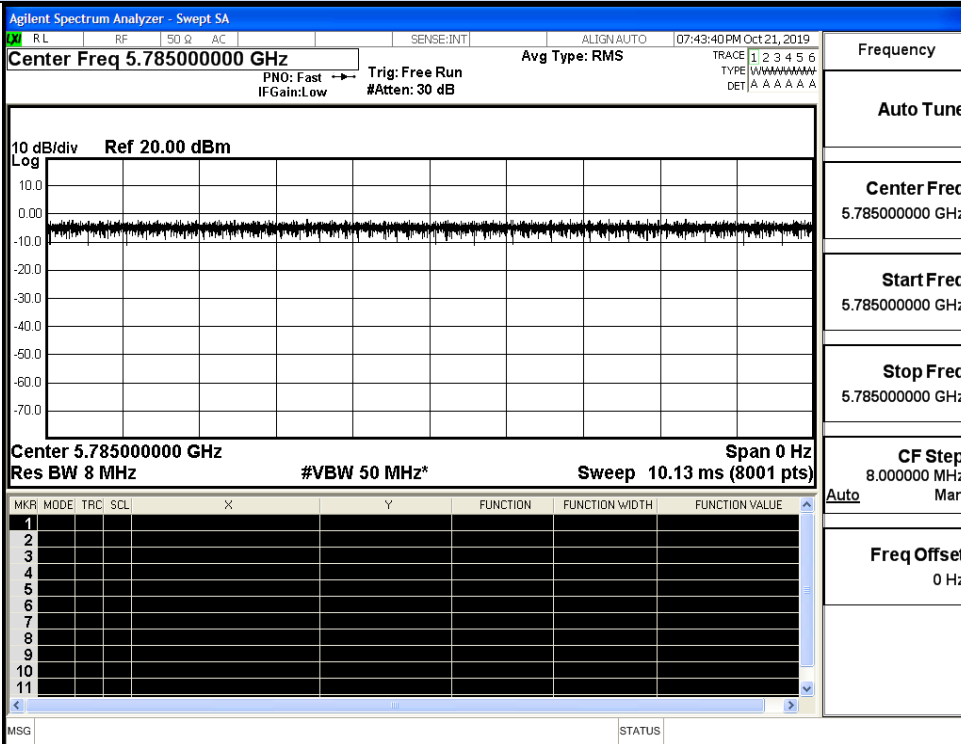 Agilent Spectrum Analyzer - Swept SA
LXI RL RF 50 Ω AC SENSE:INT ALIGN AUTO 07:43:40 PM Oct 21, 2019
Center Freq 5.785000000 GHz
PNO: Fast
IFGain:Low
Trig: Free Run
#Atten: 30 dB
Avg Type: RMS
TRACE 1 2 3 4 5 6
TYPE WWWWWW
DET A A A A A A
10 dB/div Ref 20.00 dBm
Log
10.0
0.00
-10.0
-20.0
-30.0
-40.0
-50.0
-60.0
-70.0
Center 5.785000000 GHz Span 0 Hz
Res BW 8 MHz #VBW 50 MHz* Sweep 10.13 ms (8001 pts)
MKR MODE TRC SCL X Y FUNCTION FUNCTION WIDTH FUNCTION VALUE
1
2
3
4
5
6
7
8
9
10
11
MSG STATUS
Frequency
Auto Tune
Center Freq
5.785000000 GHz
Start Freq
5.785000000 GHz
Stop Freq
5.785000000 GHz
CF Step
8.000000 MHz
Auto Man
Freq Offset
0 Hz